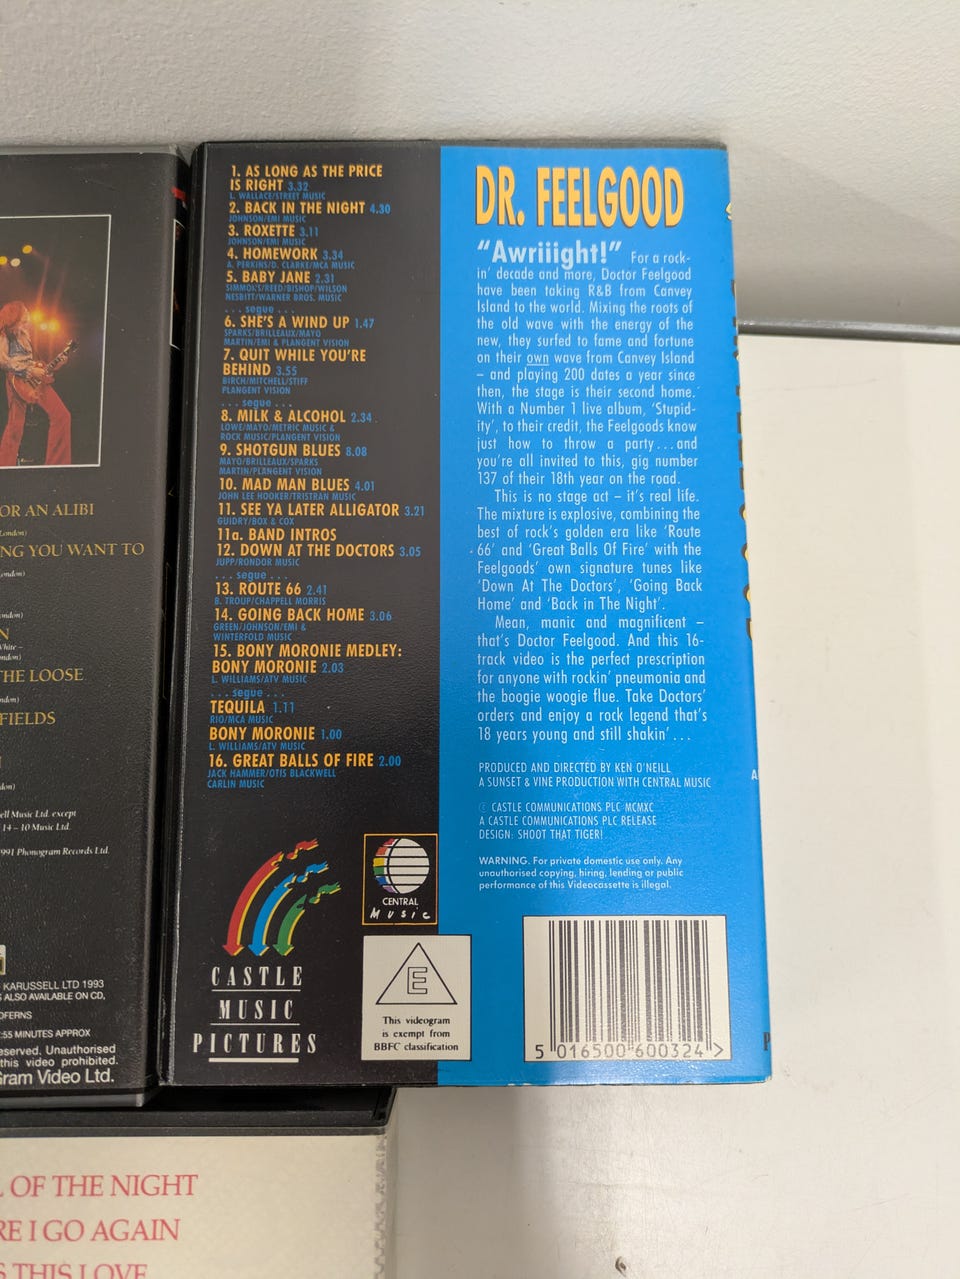 OR AN ALIBI
London)
NG YOU WANT TO
ondon)
ndon)
N
White –
ndon)
THE LOOSE
ndon)
FIELDS
ell Music Ltd. except
14 – 10 Music Ltd.
1991 Phonogram Records Ltd.
KARUSSELL LTD 1993
ALSO AVAILABLE ON CD,
OFERNS
:55 MINUTES APPROX
eserved. Unauthorised
this video prohibited.
gram Video Ltd.
1. AS LONG AS THE PRICE
IS RIGHT 3.32
L. WALLACE/STREET MUSIC
2. BACK IN THE NIGHT 4.30
JOHNSON/EMI MUSIC
3. ROXETTE 3.11
JOHNSON/EMI MUSIC
4. HOMEWORK 3.34
A. PERKINS/D. CLARKE/MCA MUSIC
5. BABY JANE 2.31
SIMMON'S/REED/BISHOP/WILSON
NESBITT/WARNER BROS. MUSIC
. . . segue . . .
6. SHE'S A WIND UP 1.47
SPARKS/BRILLEAUX/MAYO
MARTIN/EMI & PLANGENT VISION
7. QUIT WHILE YOU'RE
BEHIND 3.55
BIRCH/MITCHELL/STIFF
PLANGENT VISION
. . . segue . . .
8. MILK & ALCOHOL 2.34
LOWE/MAYO/METRIC MUSIC &
ROCK MUSIC/PLANGENT VISION
9. SHOTGUN BLUES 8.08
MAYO/BRILLEAUX/SPARKS
MARTIN/PLANGENT VISION
10. MAD MAN BLUES 4.01
JOHN LEE HOOKER/TRISTRAN MUSIC
11. SEE YA LATER ALLIGATOR 3.21
GUIDRY/BOX & COX
11a. BAND INTROS
12. DOWN AT THE DOCTORS 3.05
JUPP/RONDOR MUSIC
. . . segue . . .
13. ROUTE 66 2.41
B. TROUP/CHAPPELL MORRIS
14. GOING BACK HOME 3.06
GREEN/JOHNSON/EMI &
WINTERFOLD MUSIC
15. BONY MORONIE MEDLEY:
BONY MORONIE 2.03
L. WILLIAMS/ATV MUSIC
. . . segue . . .
TEQUILA 1.11
RIO/MCA MUSIC
BONY MORONIE 1.00
L. WILLIAMS/ATV MUSIC
16. GREAT BALLS OF FIRE 2.00
JACK HAMMER/OTIS BLACKWELL
CARLIN MUSIC
CASTLE
MUSIC
PICTURES
CENTRAL
Music
E
This videogram
is exempt from
BBFC classification
DR. FEELGOOD
“Awriiight!” For a rock-
in' decade and more, Doctor Feelgood
have been taking R&B from Canvey
Island to the world. Mixing the roots of
the old wave with the energy of the
new, they surfed to fame and fortune
on their own wave from Canvey Island
– and playing 200 dates a year since
then, the stage is their second home.
With a Number 1 live album, 'Stupid-
ity', to their credit, the Feelgoods know
just how to throw a party . . . and
you're all invited to this, gig number
137 of their 18th year on the road.
This is no stage act – it's real life.
The mixture is explosive, combining the
best of rock's golden era like 'Route
66' and 'Great Balls Of Fire' with the
Feelgoods' own signature tunes like
'Down At The Doctors', 'Going Back
Home' and 'Back in The Night'.
Mean, manic and magnificent –
that's Doctor Feelgood. And this 16-
track video is the perfect prescription
for anyone with rockin' pneumonia and
the boogie woogie flue. Take Doctors'
orders and enjoy a rock legend that's
18 years young and still shakin' . . .
PRODUCED AND DIRECTED BY KEN O'NEILL
A SUNSET & VINE PRODUCTION WITH CENTRAL MUSIC
CASTLE COMMUNICATIONS PLC MCMXC
A CASTLE COMMUNICATIONS PLC RELEASE
DESIGN: SHOOT THAT TIGER!
WARNING. For private domestic use only. Any
unauthorised copying, hiring, lending or public
performance of this Videocassette is illegal.
5 016500 600324 >
OF THE NIGHT
RE I GO AGAIN
S THIS LOVE